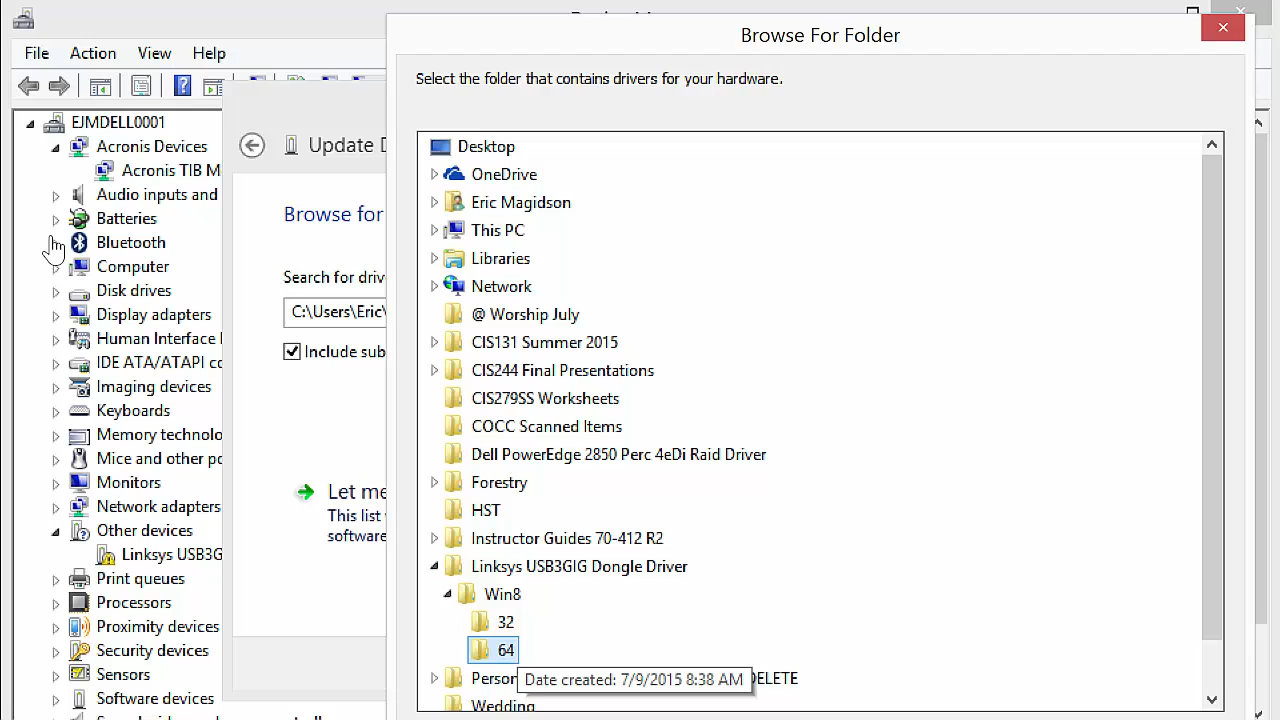 Browse For Folder
File Action View Help
Select the folder that contains drivers for your hardware.
EJMDELL0001
Acronis Devices
Acronis TIB M
Audio inputs and
Batteries
Bluetooth
Computer
Disk drives
Display adapters
Human Interface
IDE ATA/ATAPI co
Imaging devices
Keyboards
Memory technolo
Mice and other po
Monitors
Network adapters
Other devices
Linksys USB3G
Print queues
Processors
Proximity devices
Security devices
Sensors
Software devices
Update D
Browse for
Search for drive
C:\Users\Eric\
Include sub
Let me
This list
software
Desktop
OneDrive
Eric Magidson
This PC
Libraries
Network
@ Worship July
CIS131 Summer 2015
CIS244 Final Presentations
CIS279SS Worksheets
COCC Scanned Items
Dell PowerEdge 2850 Perc 4eDi Raid Driver
Forestry
HST
Instructor Guides 70-412 R2
Linksys USB3GIG Dongle Driver
Win8
32
64
Date created: 7/9/2015 8:38 AM
Person DELETE
Wedding